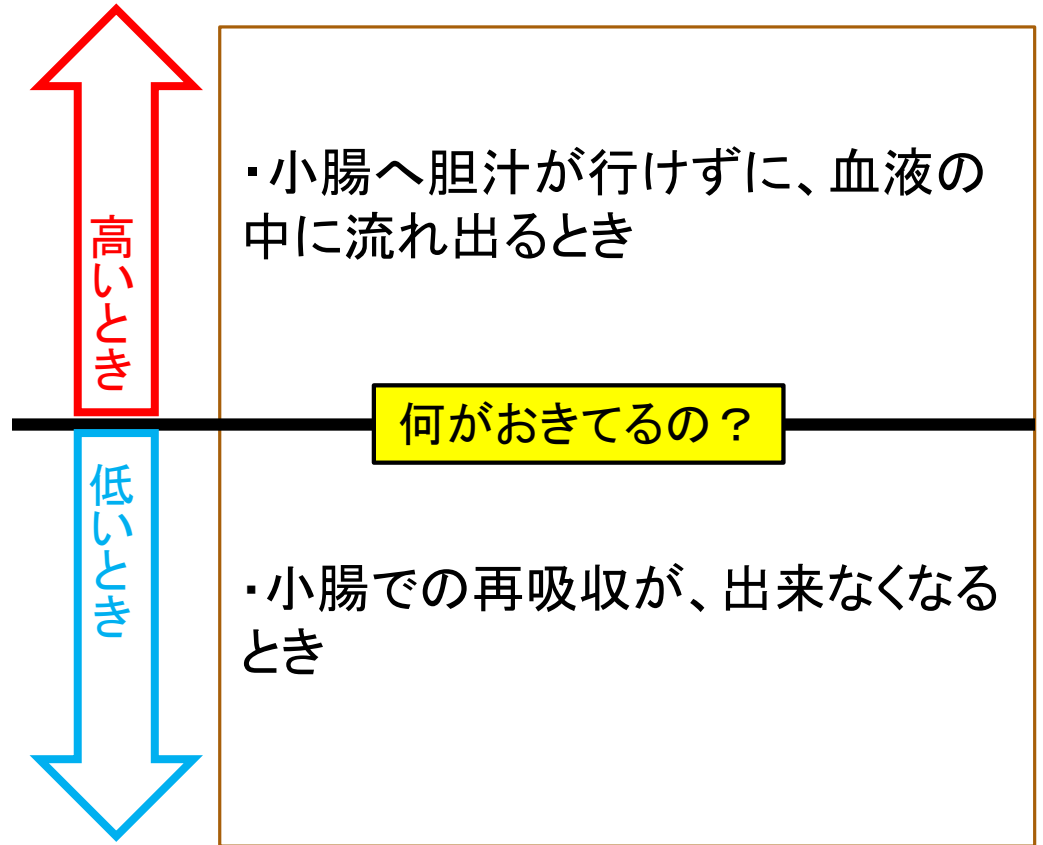 高いとき
・小腸へ胆汁が行けずに、血液の
中に流れ出るとき
何がおきてるの？
低いとき
・小腸での再吸収が、出来なくなる
とき